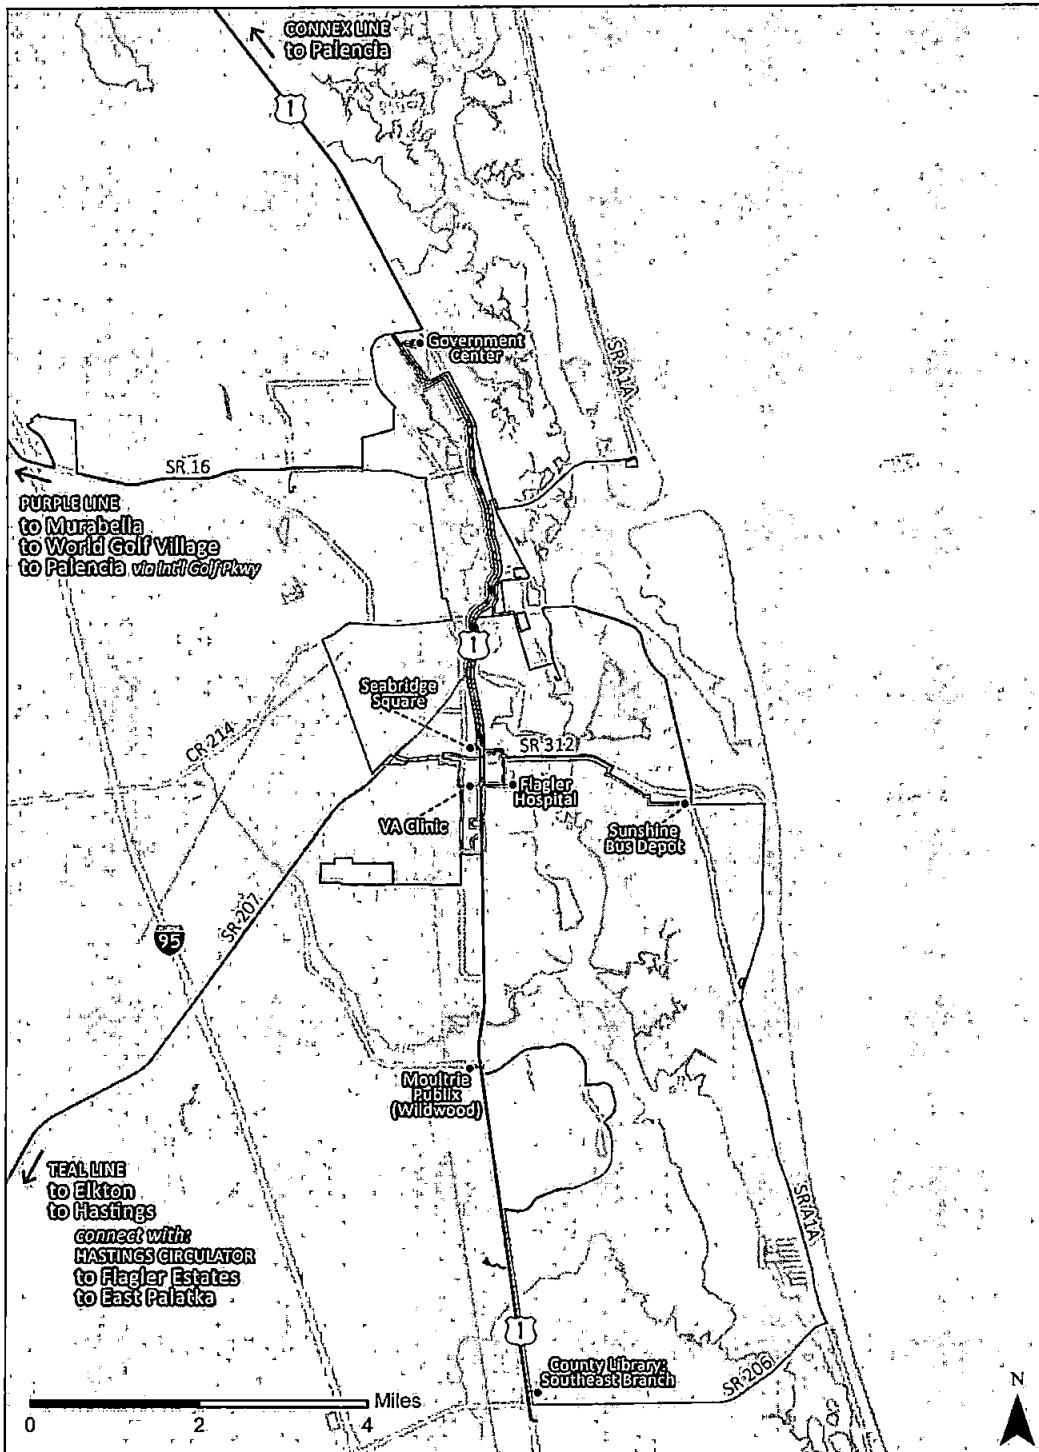 CONNEX LINE
to Palencia
1
Government
Center
SR A1A
SR 16
PURPLE LINE
to Murabella
to World Golf Village
to Palencia via Int'l Golf Pkwy
1
Seabridge
Square
CR 214
SR 312
Flagler
Hospital
VA Clinic
Sunshine
Bus Depot
SR 207
95
Moultrie
Publix
(Wildwood)
TEAL LINE
to Elkton
to Hastings
connect with:
HASTINGS CIRCULATOR
to Flagler Estates
to East Palatka
SR A1A
1
County Library:
Southeast Branch
SR 206
Miles
0 2 4
N